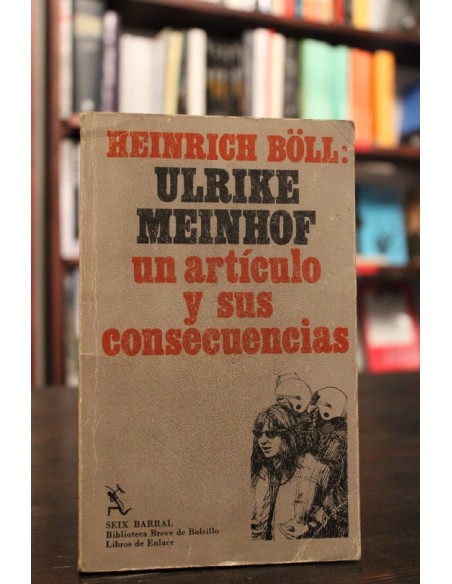 HEINRICH BÖLL:
ULRIKE
MEINHOF
un artículo
y sus
consecuencias
SEIX BARRAL
Biblioteca Breve de Bolsillo
Libros de Enlace